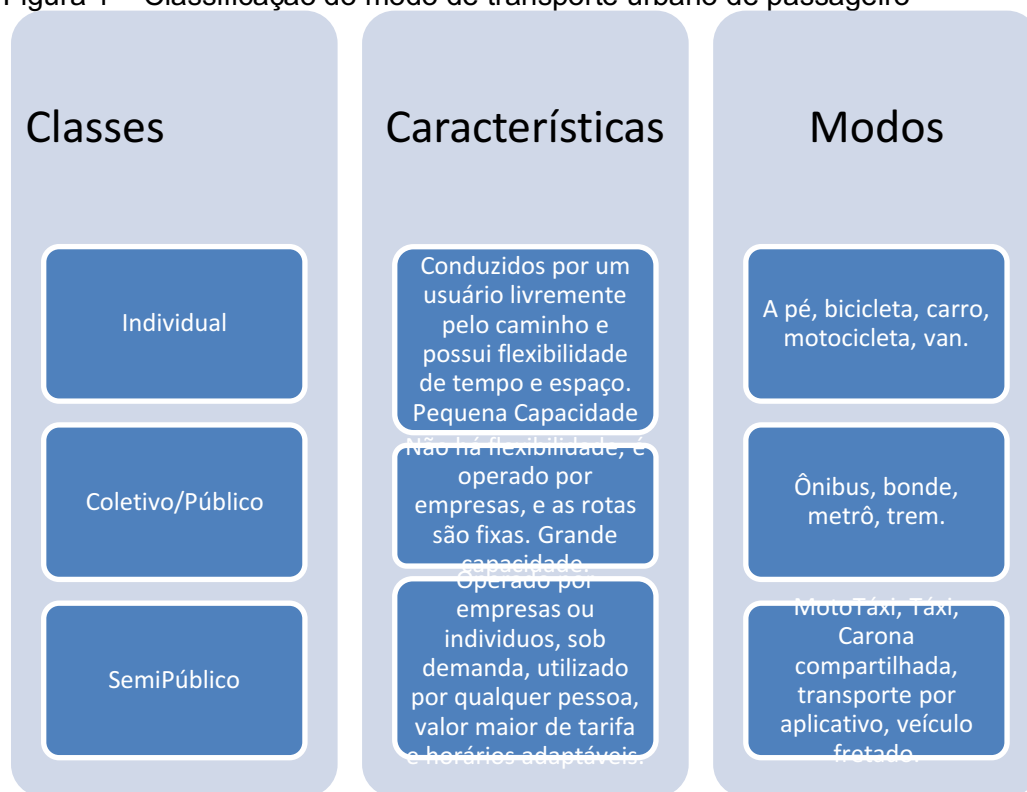 Figura 1 – Classificação do modo de transporte urbano de passageiro
Classes
Individual
Coletivo/Público
SemiPúblico
Características
Conduzidos por um
usuário livremente
pelo caminho e
possui flexibilidade
de tempo e espaço.
Pequena Capacidade
Não há flexibilidade, é
operado por
empresas, e as rotas
são fixas. Grande
capacidade.
Operado por
empresas ou
individuos, sob
demanda, utilizado
por qualquer pessoa,
valor maior de tarifa
e horários adaptáveis.
Modos
A pé, bicicleta, carro,
motocicleta, van.
Ônibus, bonde,
metrô, trem.
MotoTáxi, Táxi,
Carona
compartilhada,
transporte por
aplicativo, veículo
fretado.